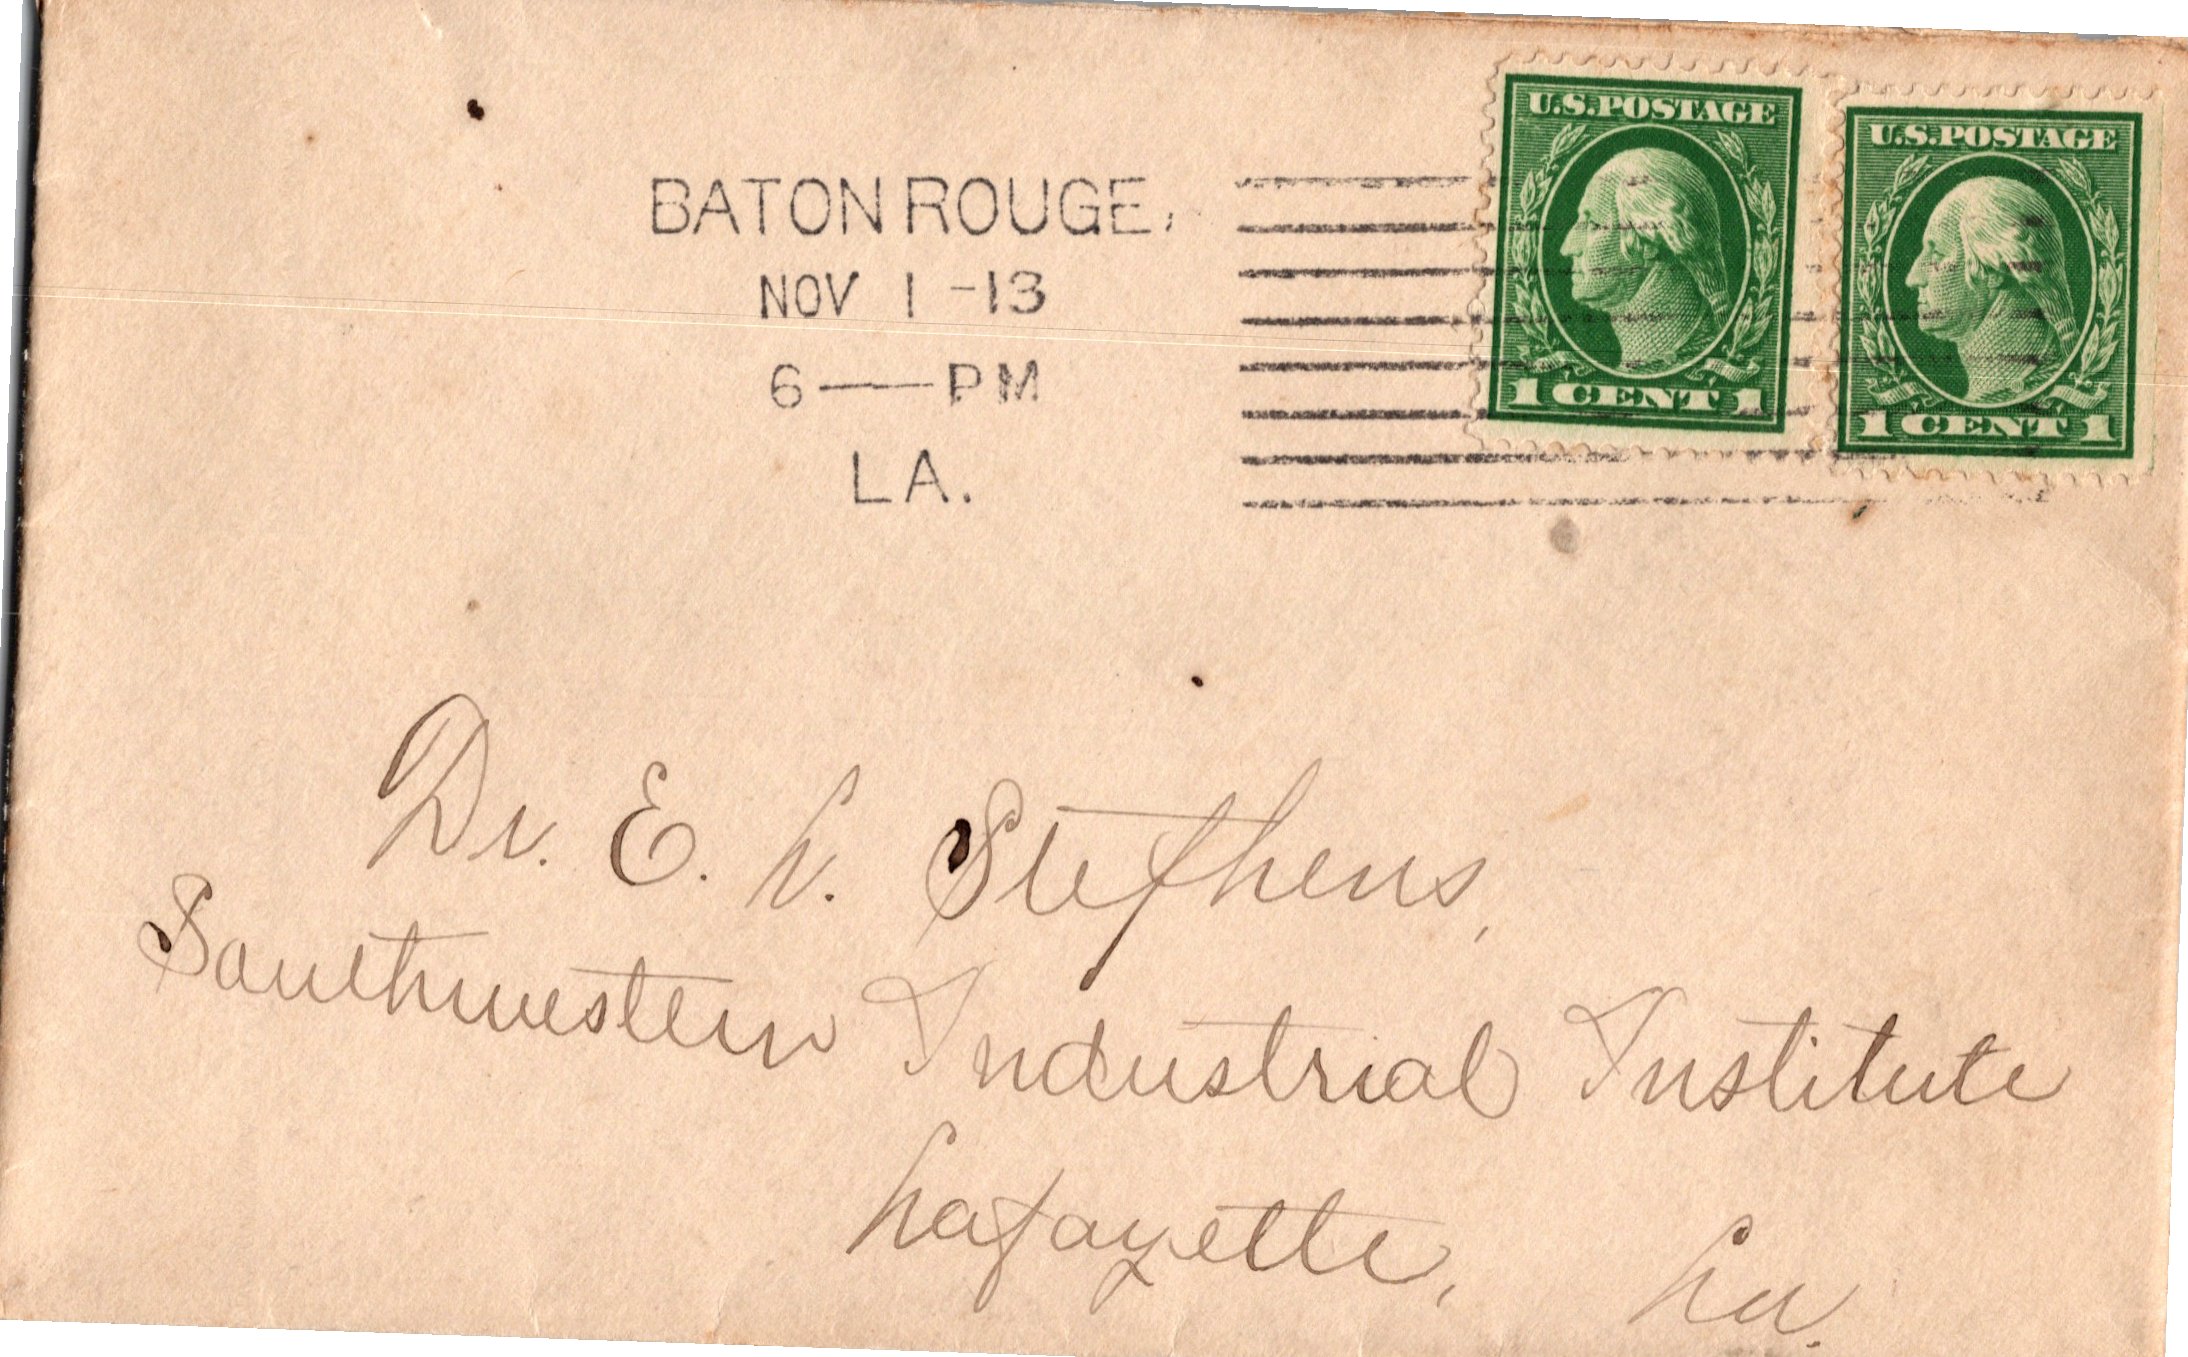 U.S.POSTAGE
1 CENT 1
U.S.POSTAGE
1 CENT 1
BATON ROUGE,
NOV 1 -13
6 — PM
LA.
Dr. E. L. Stephens,
Southwestern Industrial Institute
Lafayette, La.